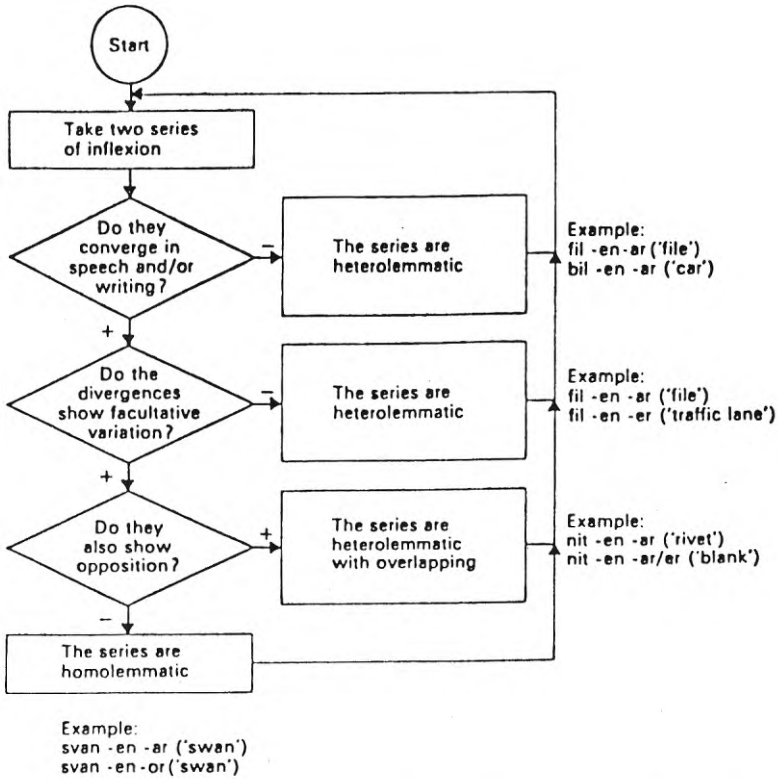 Start
Take two series
of inflexion
Do they
converge in
speech and/or
writing?
−
The series are
heterolemmatic
Example:
fil -en-ar ('file')
bil -en -ar ('car')
+
Do the
divergences
show facultative
variation?
−
The series are
heterolemmatic
Example:
fil -en -ar ('file')
fil -en -er ('traffic lane')
+
Do they
also show
opposition?
+
The series are
heterolemmatic
with overlapping
Example:
nit -en -ar ('rivet')
nit -en -ar/er ('blank')
−
The series are
homolemmatic
Example:
svan -en -ar ('swan')
svan -en-or ('swan')